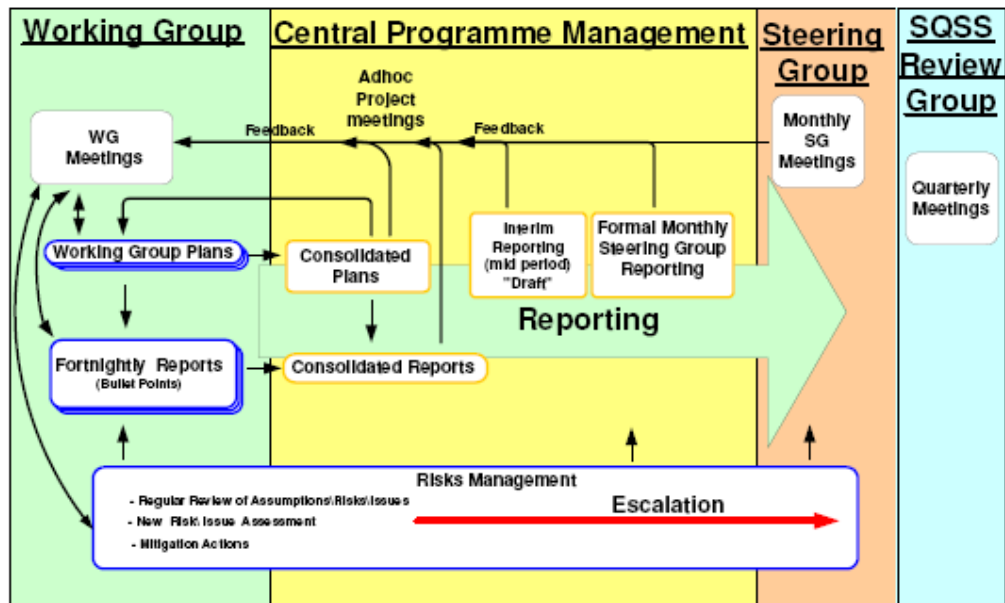 Working Group
Central Programme Management
Steering
Group
SQSS
Review
Group
Adhoc
Project
meetings
Feedback
Feedback
WG
Meetings
Monthly
SG
Meetings
Quarterly
Meetings
Working Group Plans
Consolidated
Plans
Interim
Reporting
(mid period)
"Draft"
Formal Monthly
Steering Group
Reporting
Reporting
Fortnightly Reports
(Bullet Points)
Consolidated Reports
Risks Management
- Regular Review of Assumptions\Risks\Issues
- New Risk\Issue Assessment
- Mitigation Actions
Escalation